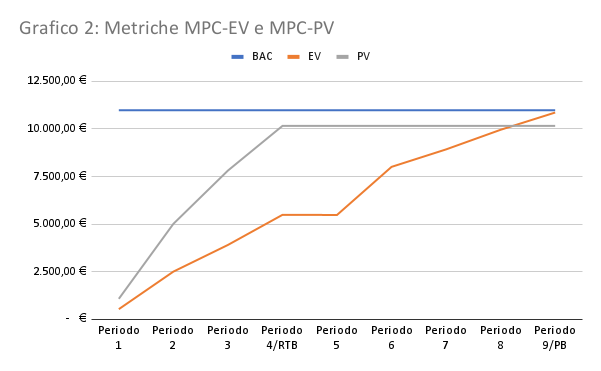 Grafico 2: Metriche MPC-EV e MPC-PV
BAC EV PV
12.500,00 €
10.000,00 €
7.500,00 €
5.000,00 €
2.500,00 €
- €
Periodo 1
Periodo 2
Periodo 3
Periodo 4/RTB
Periodo 5
Periodo 6
Periodo 7
Periodo 8
Periodo 9/PB